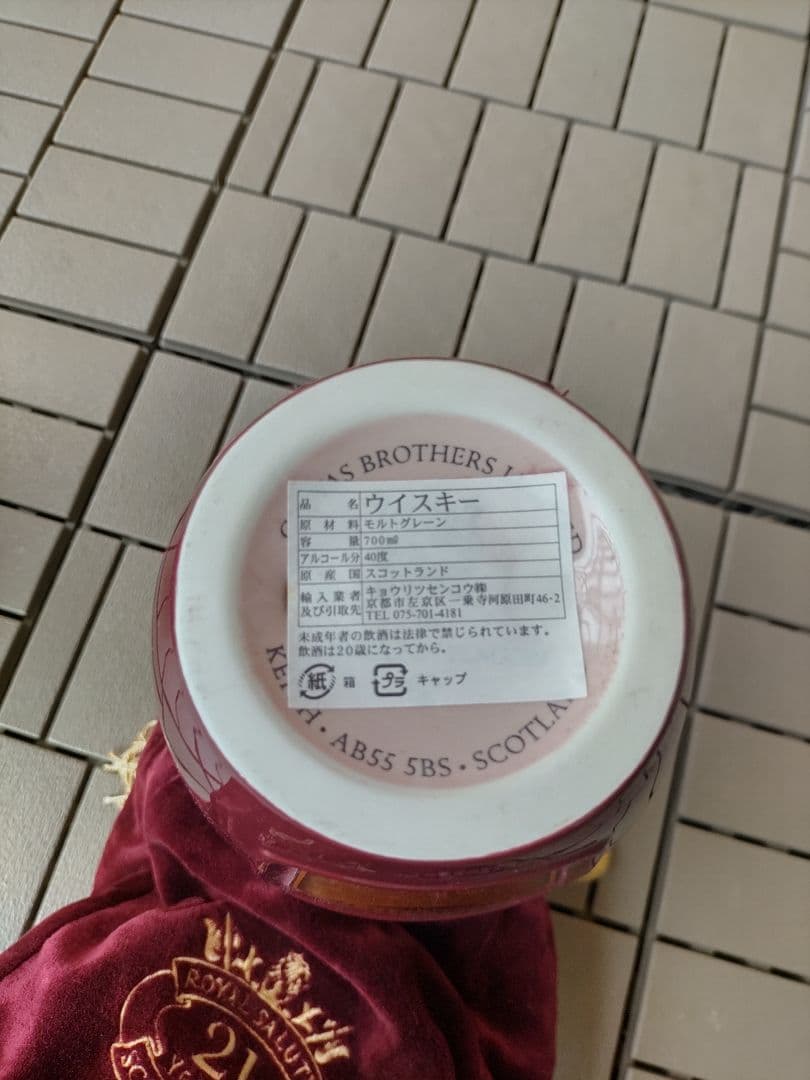 BROTHERS
品名 ウイスキー
原材料 モルトグレーン
容量 700㎖
アルコール分 40度
原産国 スコットランド
輸入業者及び引取先 キョウリツセンコウ㈱
京都市左京区一乗寺河原田町46-2
TEL 075-701-4181
未成年者の飲酒は法律で禁じられています。
飲酒は20歳になってから。
紙 箱 プラ キャップ
AB55 5BS • SCOTLA
ROYAL SALUT
21